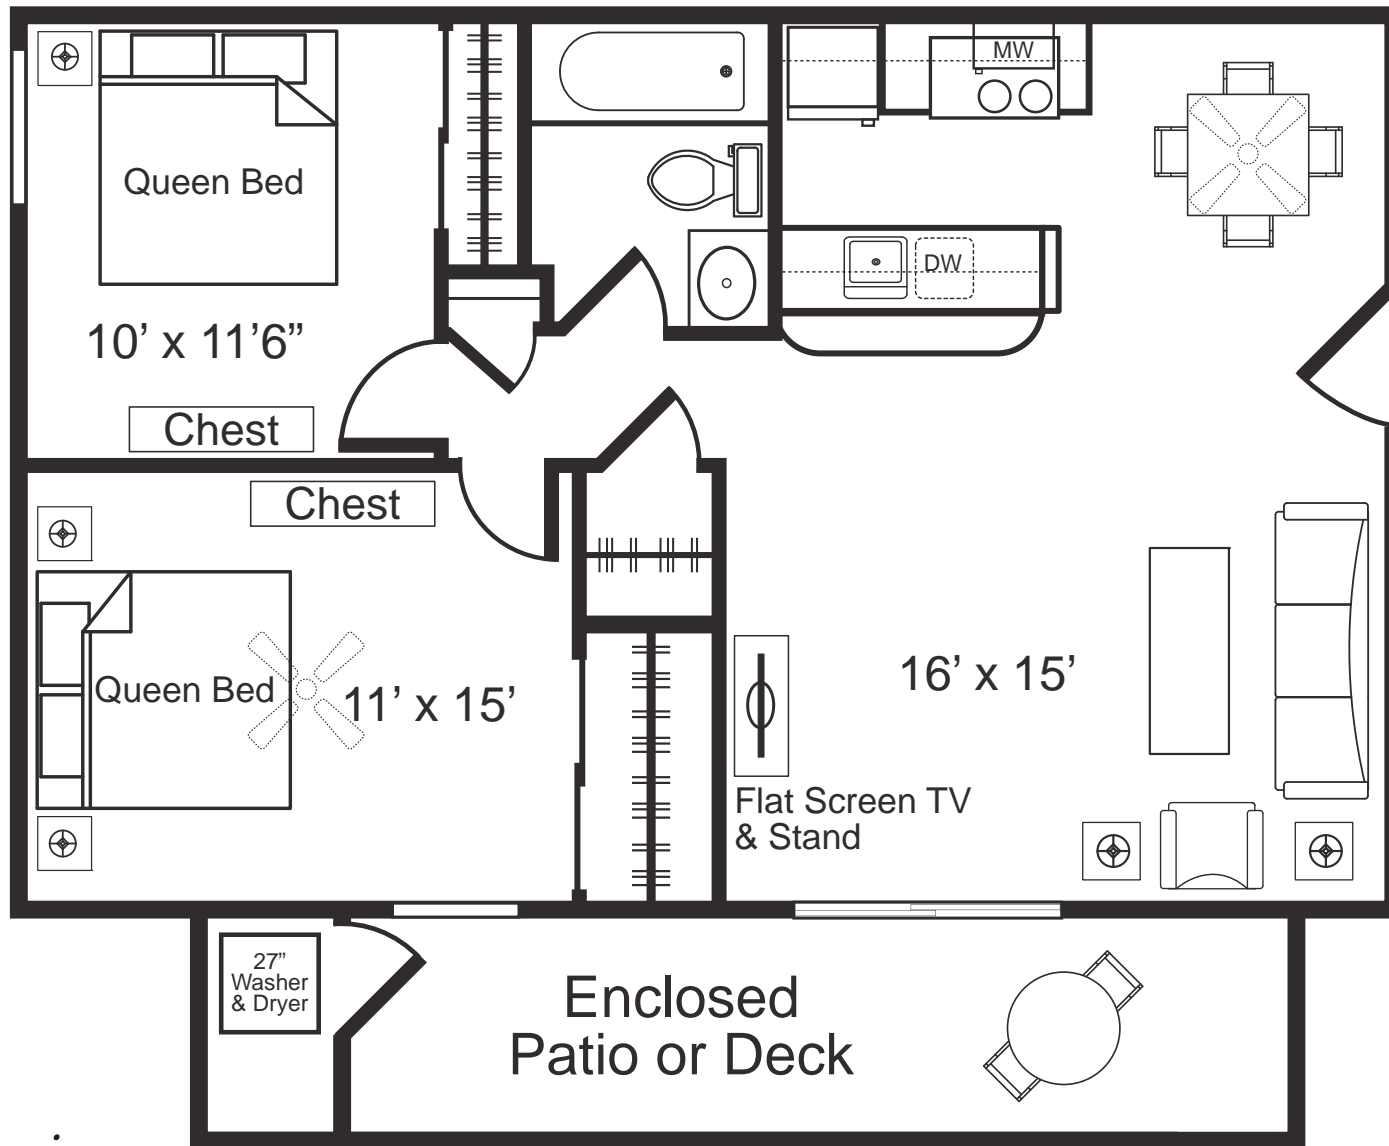 MW
Queen Bed
DW
10’ x 11’6”
Chest
Chest
Queen Bed
11’ x 15’
16’ x 15’
Flat Screen TV
& Stand
27”
Washer
& Dryer
Enclosed
Patio or Deck